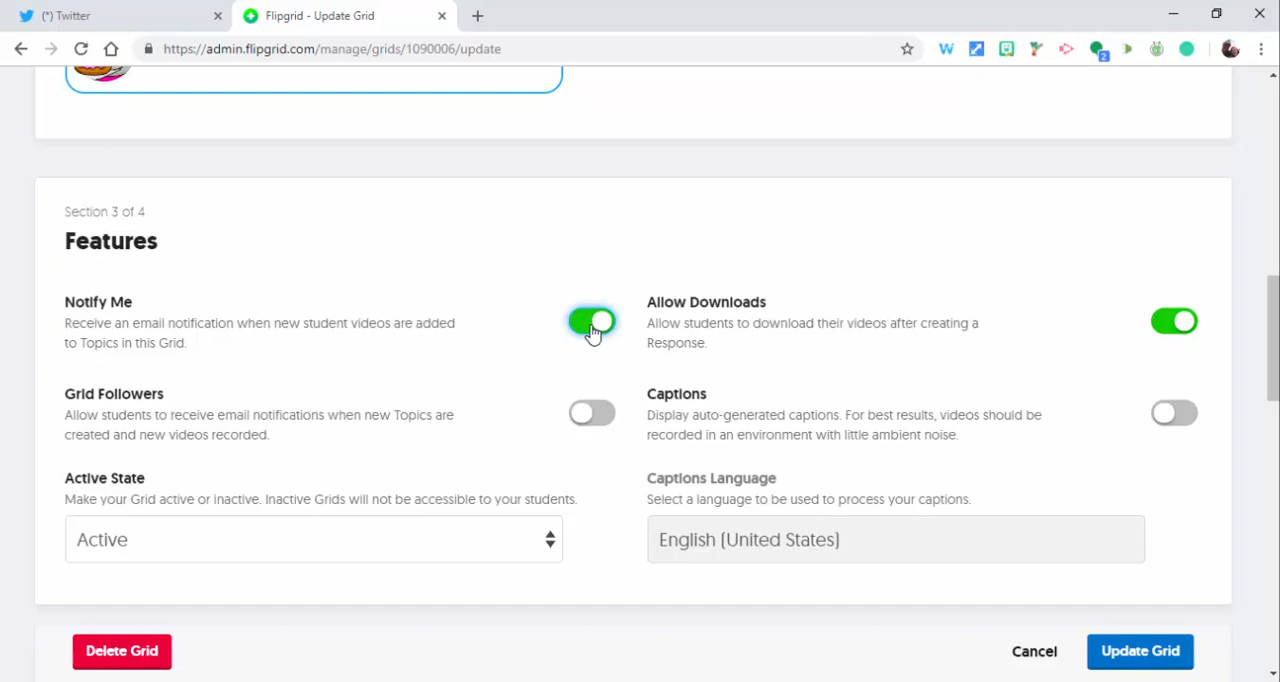 (*) Twitter
Flipgrid - Update Grid
https://admin.flipgrid.com/manage/grids/1090006/update
W
2
Section 3 of 4
Features
Notify Me
Receive an email notification when new student videos are added
to Topics in this Grid.
Allow Downloads
Allow students to download their videos after creating a
Response.
Grid Followers
Allow students to receive email notifications when new Topics are
created and new videos recorded.
Captions
Display auto-generated captions. For best results, videos should be
recorded in an environment with little ambient noise.
Active State
Make your Grid active or inactive. Inactive Grids will not be accessible to your students.
Active
Captions Language
Select a language to be used to process your captions.
English (United States)
Delete Grid
Cancel
Update Grid